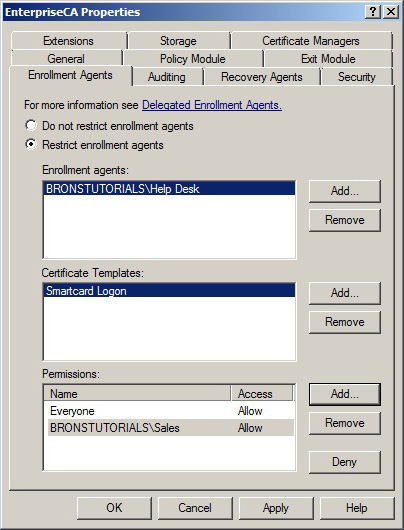 EnterpriseCA Properties
Extensions Storage Certificate Managers
General Policy Module Exit Module
Enrollment Agents Auditing Recovery Agents Security
For more information see Delegated Enrollment Agents.
Do not restrict enrollment agents
Restrict enrollment agents
Enrollment agents:
BRONSTUTORIALS\Help Desk
Add...
Remove
Certificate Templates:
Smartcard Logon
Add...
Remove
Permissions:
Name Access
Everyone Allow
BRONSTUTORIALS\Sales Allow
Add...
Remove
Deny
OK Cancel Apply Help